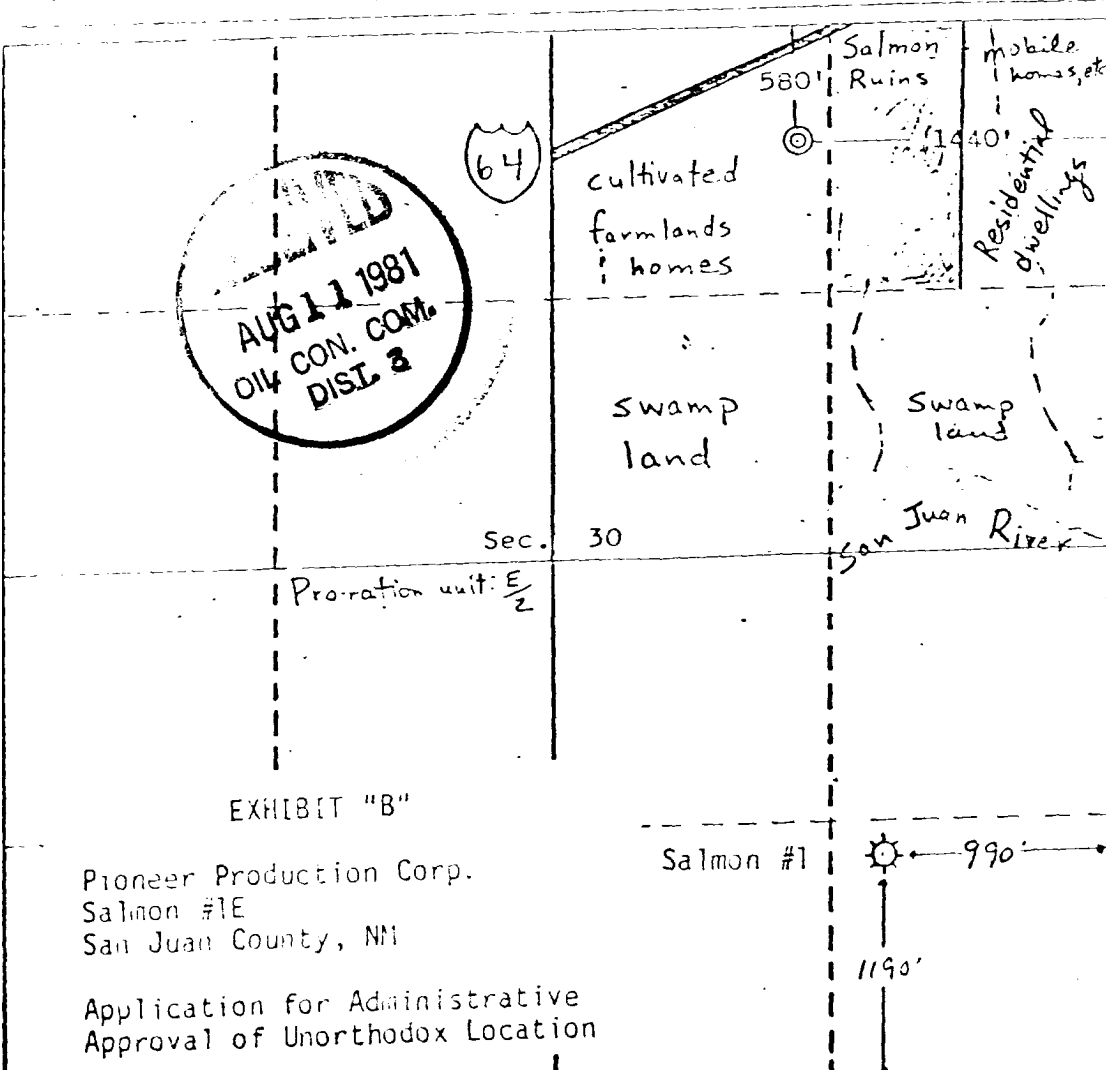 Salmon
Ruins
mobile
homes, etc
580'
1440'
Residential
dwellings
64
cultivated
farmlands
homes
AUG 11 1981
OIL CON. COM.
DIST. 3
swamp
land
Swamp
land
San Juan River
Sec. 30
Pro-ration unit: E/2
EXHIBIT "B"
Salmon #1
990'
Pioneer Production Corp.
Salmon #1E
San Juan County, NM
1190'
Application for Administrative
Approval of Unorthodox Location